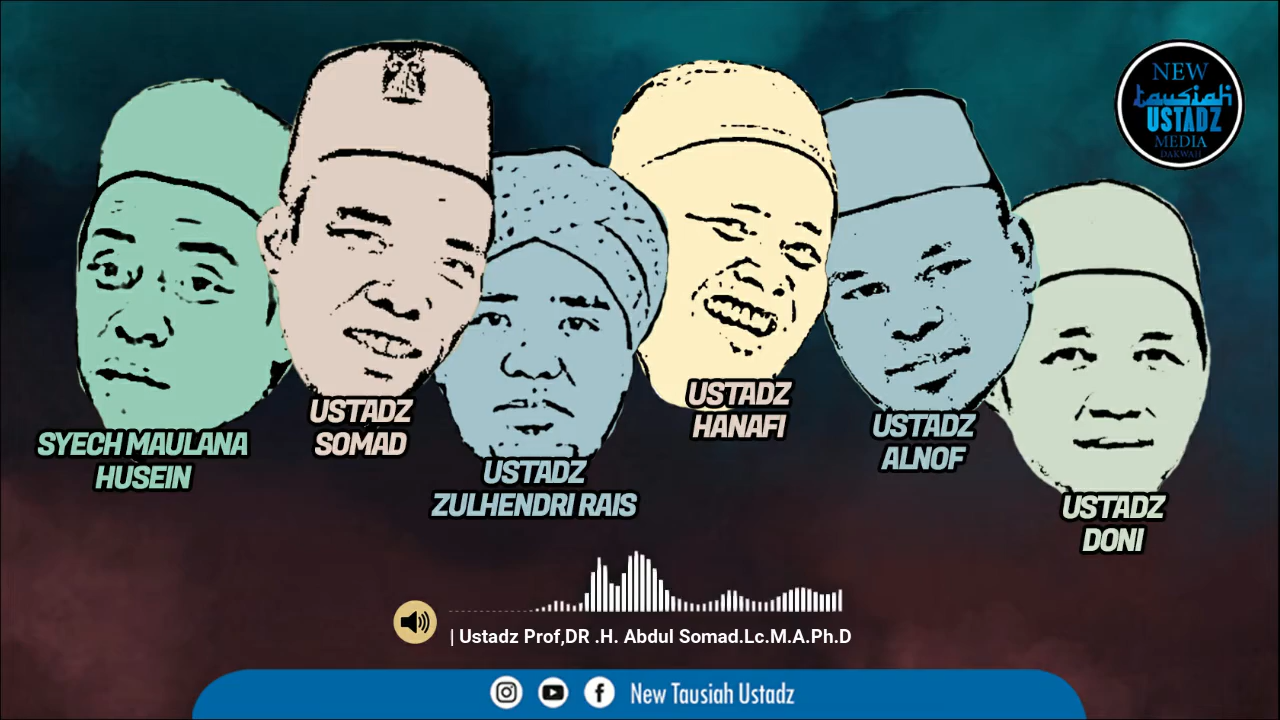 NEW
tausiah
USTADZ
MEDIA
DAKWAH
SYECH MAULANA
HUSEIN
USTADZ
SOMAD
USTADZ
ZULHENDRI RAIS
USTADZ
HANAFI
USTADZ
ALNOF
USTADZ
DONI
| Ustadz Prof,DR .H. Abdul Somad.Lc.M.A.Ph.D
New Tausiah Ustadz